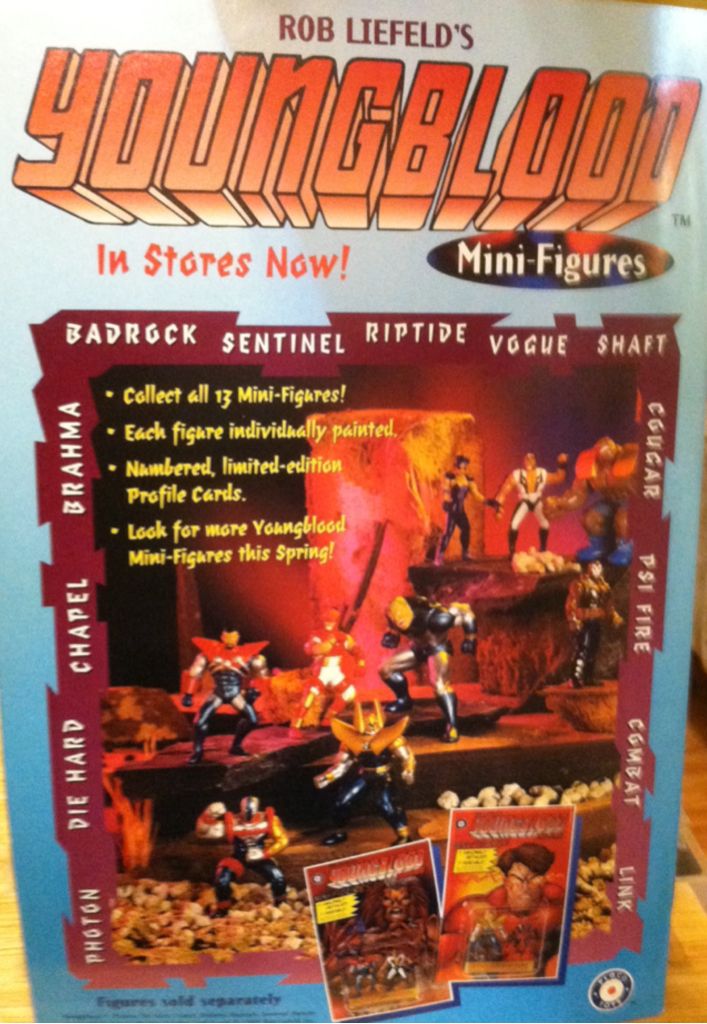 ROB LIEFELD'S
YOUNGBLOOD
TM
In Stores Now!
Mini-Figures
BADROCK
SENTINEL
RIPTIDE
VOGUE
SHAFT
BRAHMA
CHAPEL
DIE HARD
PHOTON
• Collect all 13 Mini-Figures!
• Each figure individually painted.
• Numbered, limited-edition
Profile Cards.
• Look for more Youngblood
Mini-Figures this Spring!
COUGAR
PSI FIRE
COMBAT
LINK
YOUNGBLOOD
YOUNGBLOOD
Figures sold separately